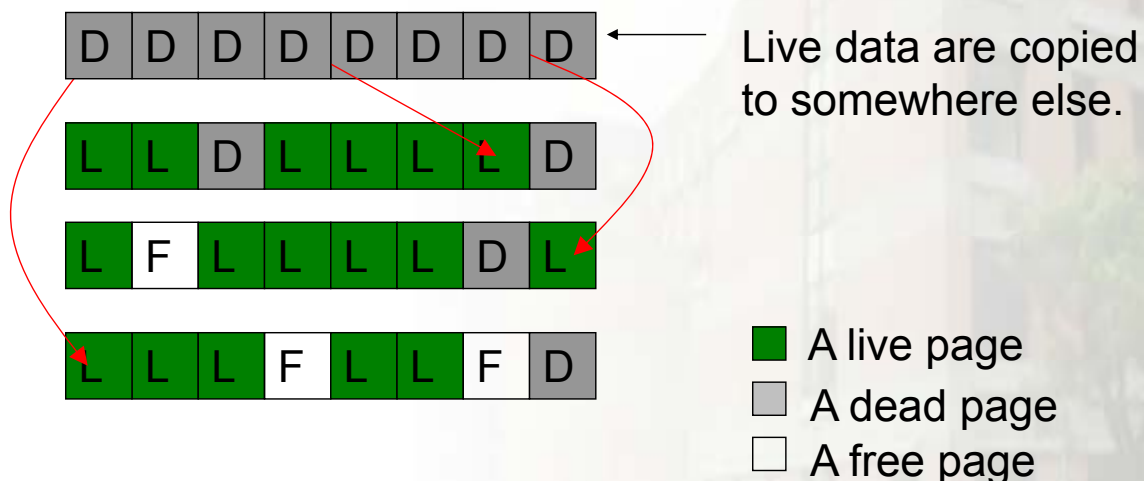 D D D D D D D D
Live data are copied
to somewhere else.
L L D L L L L D
L F L L L L D L
L L L F L L F D
A live page
A dead page
A free page